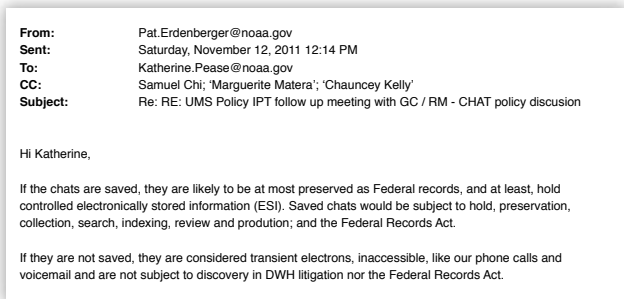 From: Pat.Erdenberger@noaa.gov
Sent: Saturday, November 12, 2011 12:14 PM
To: Katherine.Pease@noaa.gov
CC: Samuel Chi; ‘Marguerite Matera’; ‘Chauncey Kelly’
Subject: Re: RE: UMS Policy IPT follow up meeting with GC / RM - CHAT policy discusion
Hi Katherine,
If the chats are saved, they are likely to be at most preserved as Federal records, and at least, hold
controlled electronically stored information (ESI). Saved chats would be subject to hold, preservation,
collection, search, indexing, review and prodution; and the Federal Records Act.
If they are not saved, they are considered transient electrons, inaccessible, like our phone calls and
voicemail and are not subject to discovery in DWH litigation nor the Federal Records Act.